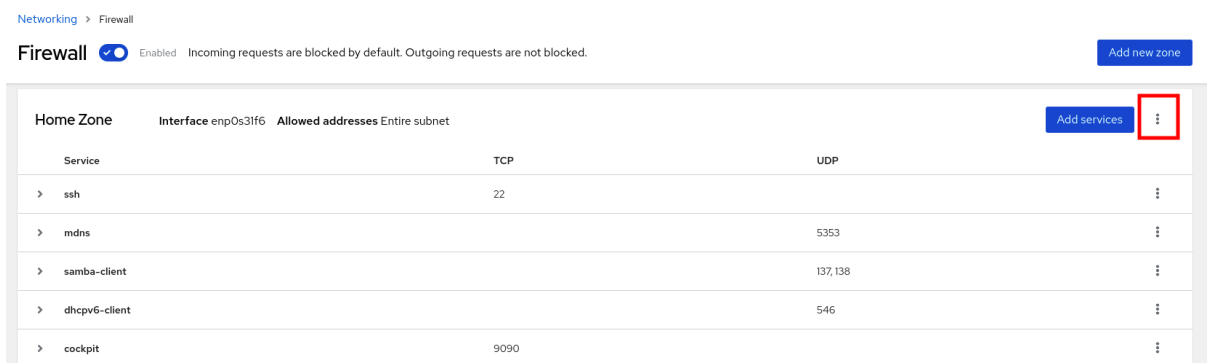 Networking > Firewall
Firewall Enabled Incoming requests are blocked by default. Outgoing requests are not blocked. Add new zone
Home Zone Interface enp0s31f6 Allowed addresses Entire subnet Add services
Service TCP UDP
ssh 22
mdns 5353
samba-client 137, 138
dhcpv6-client 546
cockpit 9090